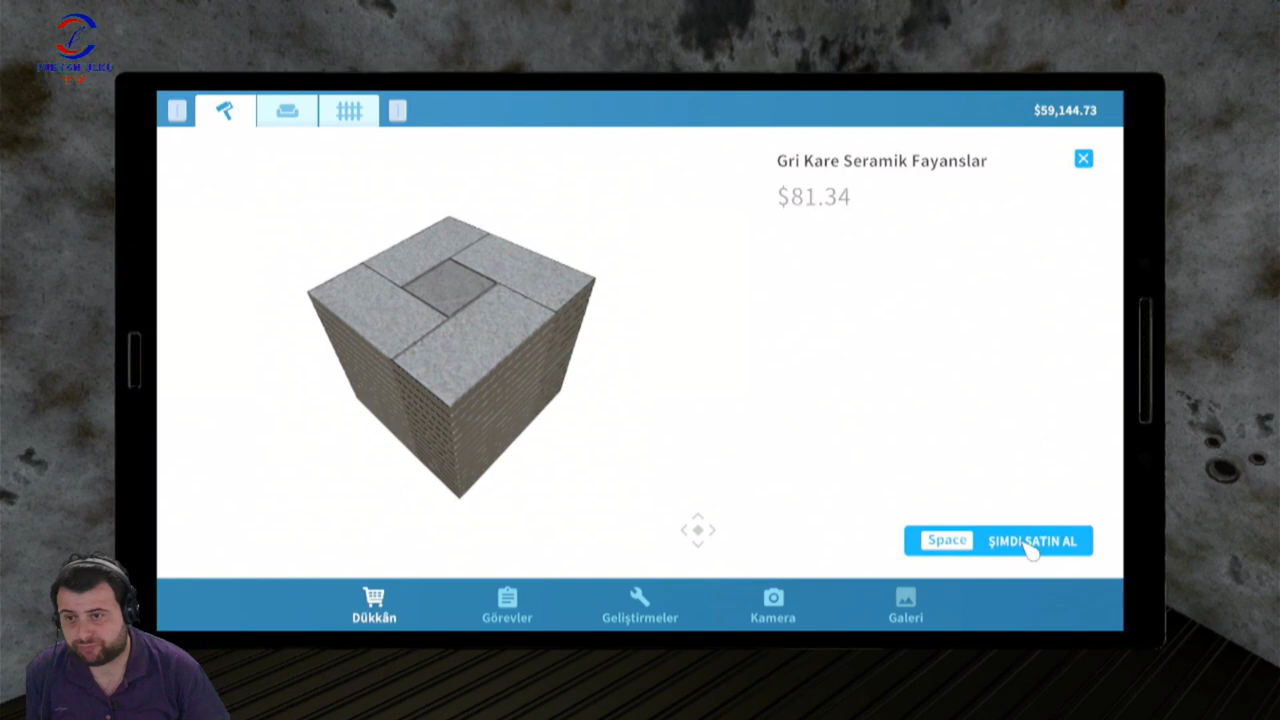 $59,144.73
Gri Kare Seramik Fayanslar
$81.34
Space ŞIMDI SATIN AL
Dükkân
Görevler
Geliştirmeler
Kamera
Galeri